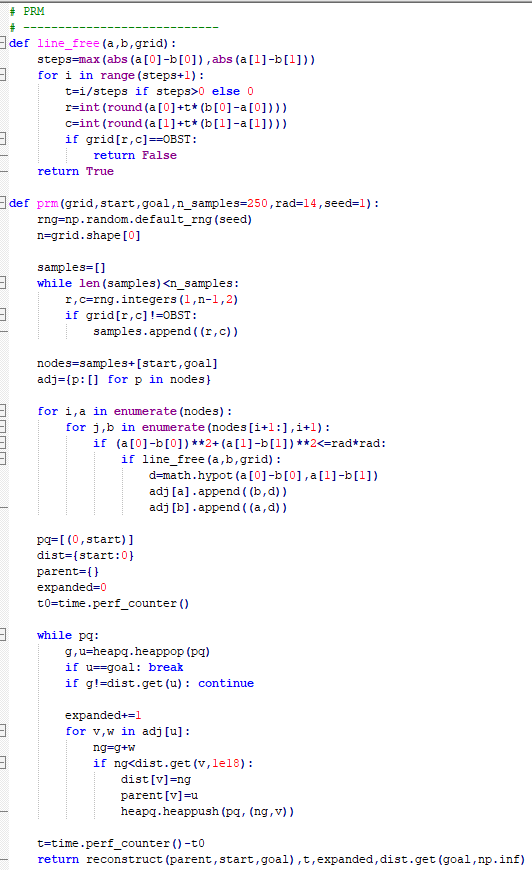 # PRM
# ----------------------------
def line_free(a,b,grid):
    steps=max(abs(a[0]-b[0]),abs(a[1]-b[1]))
    for i in range(steps+1):
        t=i/steps if steps>0 else 0
        r=int(round(a[0]+t*(b[0]-a[0])))
        c=int(round(a[1]+t*(b[1]-a[1])))
        if grid[r,c]==OBST:
            return False
    return True

def prm(grid,start,goal,n_samples=250,rad=14,seed=1):
    rng=np.random.default_rng(seed)
    n=grid.shape[0]

    samples=[]
    while len(samples)<n_samples:
        r,c=rng.integers(1,n-1,2)
        if grid[r,c]!=OBST:
            samples.append((r,c))

    nodes=samples+[start,goal]
    adj={p:[] for p in nodes}

    for i,a in enumerate(nodes):
        for j,b in enumerate(nodes[i+1:],i+1):
            if (a[0]-b[0])**2+(a[1]-b[1])**2<=rad*rad:
                if line_free(a,b,grid):
                    d=math.hypot(a[0]-b[0],a[1]-b[1])
                    adj[a].append((b,d))
                    adj[b].append((a,d))

    pq=[(0,start)]
    dist={start:0}
    parent={}
    expanded=0
    t0=time.perf_counter()

    while pq:
        g,u=heapq.heappop(pq)
        if u==goal: break
        if g!=dist.get(u): continue

        expanded+=1
        for v,w in adj[u]:
            ng=g+w
            if ng<dist.get(v,1e18):
                dist[v]=ng
                parent[v]=u
                heapq.heappush(pq,(ng,v))

    t=time.perf_counter()-t0
    return reconstruct(parent,start,goal),t,expanded,dist.get(goal,np.inf)